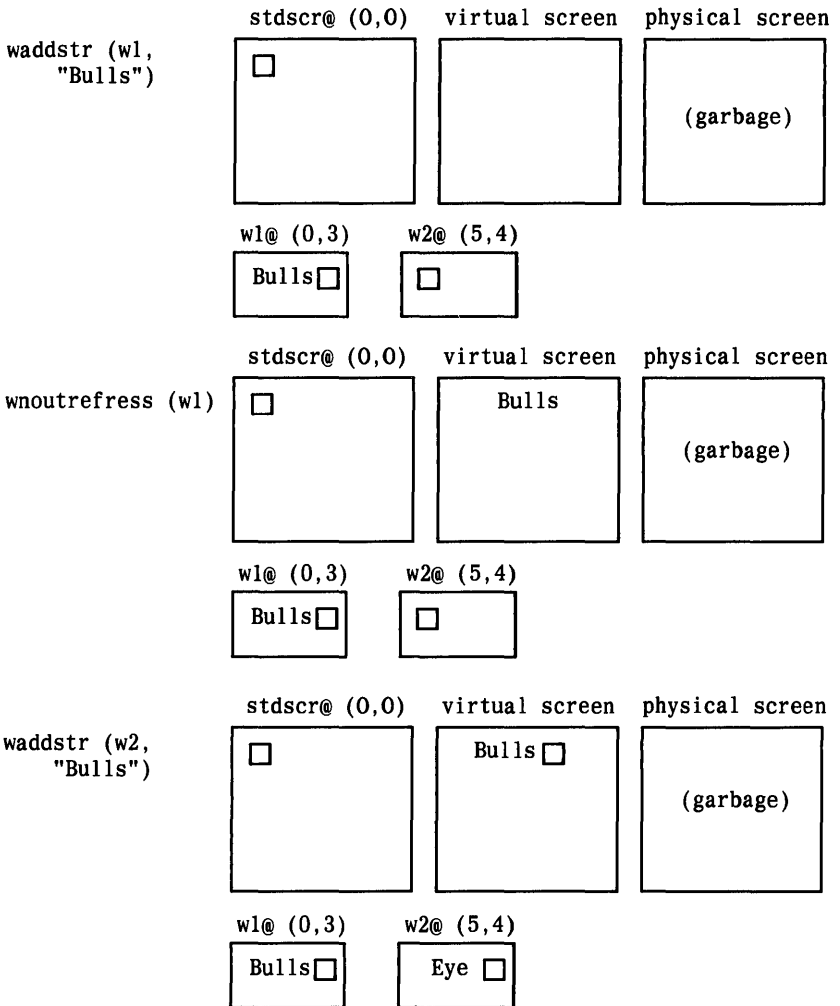 stdscr@ (0,0) virtual screen physical screen
waddstr (w1,
"Bulls")
(garbage)
w1@ (0,3) w2@ (5,4)
Bulls
stdscr@ (0,0) virtual screen physical screen
wnoutrefress (w1) Bulls
(garbage)
w1@ (0,3) w2@ (5,4)
Bulls
stdscr@ (0,0) virtual screen physical screen
waddstr (w2, Bulls
"Bulls")
(garbage)
w1@ (0,3) w2@ (5,4)
Bulls Eye